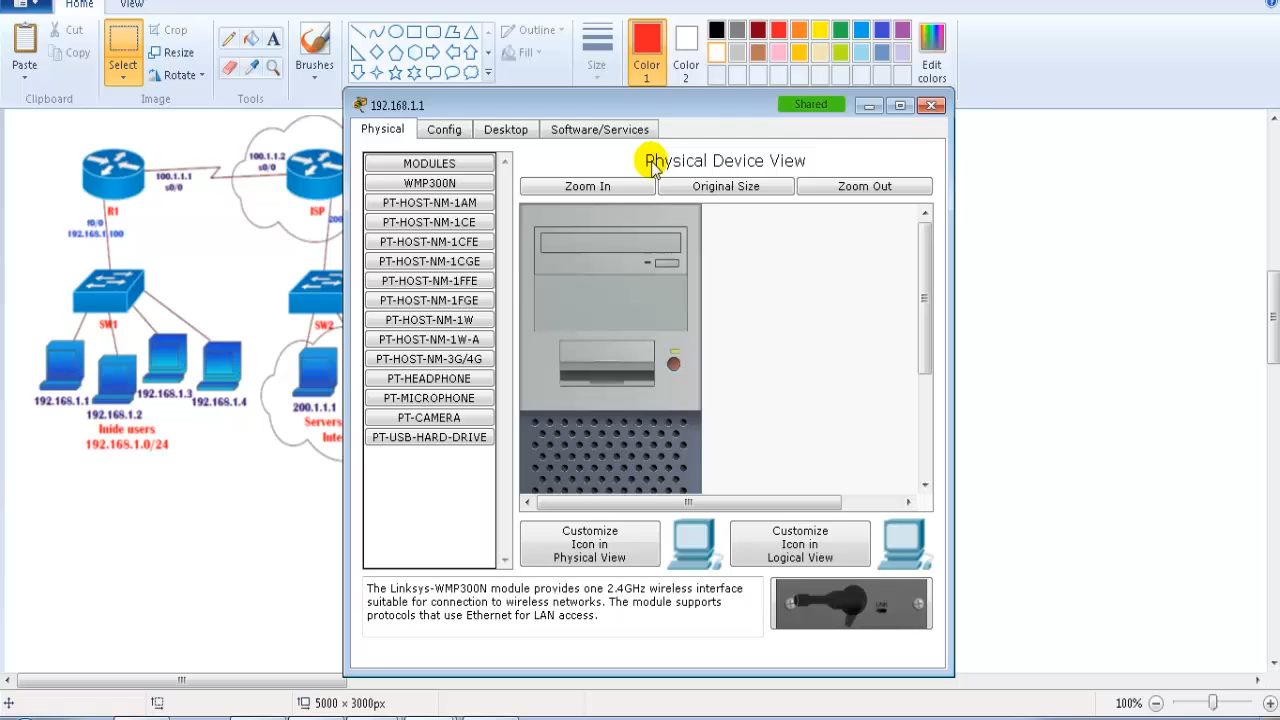 Home
View
Paste
Cut
Copy
Clipboard
Select
Crop
Resize
Rotate
Image
Tools
Brushes
Outline
Fill
Shapes
Size
Color
1
Color
2
Edit
colors
192.168.1.1
Shared
Physical
Config
Desktop
Software/Services
MODULES
WMP300N
PT-HOST-NM-1AM
PT-HOST-NM-1CE
PT-HOST-NM-1CFE
PT-HOST-NM-1CGE
PT-HOST-NM-1FFE
PT-HOST-NM-1FGE
PT-HOST-NM-1W
PT-HOST-NM-1W-A
PT-HOST-NM-3G/4G
PT-HEADPHONE
PT-MICROPHONE
PT-CAMERA
PT-USB-HARD-DRIVE
Physical Device View
Zoom In
Original Size
Zoom Out
Customize
Icon in
Physical View
Customize
Icon in
Logical View
The Linksys-WMP300N module provides one 2.4GHz wireless interface
suitable for connection to wireless networks. The module supports
protocols that use Ethernet for LAN access.
LINK
100.1.1.2
s0/0
100.1.1.1
s0/0
R1
ISP
f0/0
192.168.1.100
200
SW1
SW2
192.168.1.1
192.168.1.2
192.168.1.3
192.168.1.4
200.1.1.1
Inide users
192.168.1.0/24
Servers
Inte
5000 × 3000px
100%